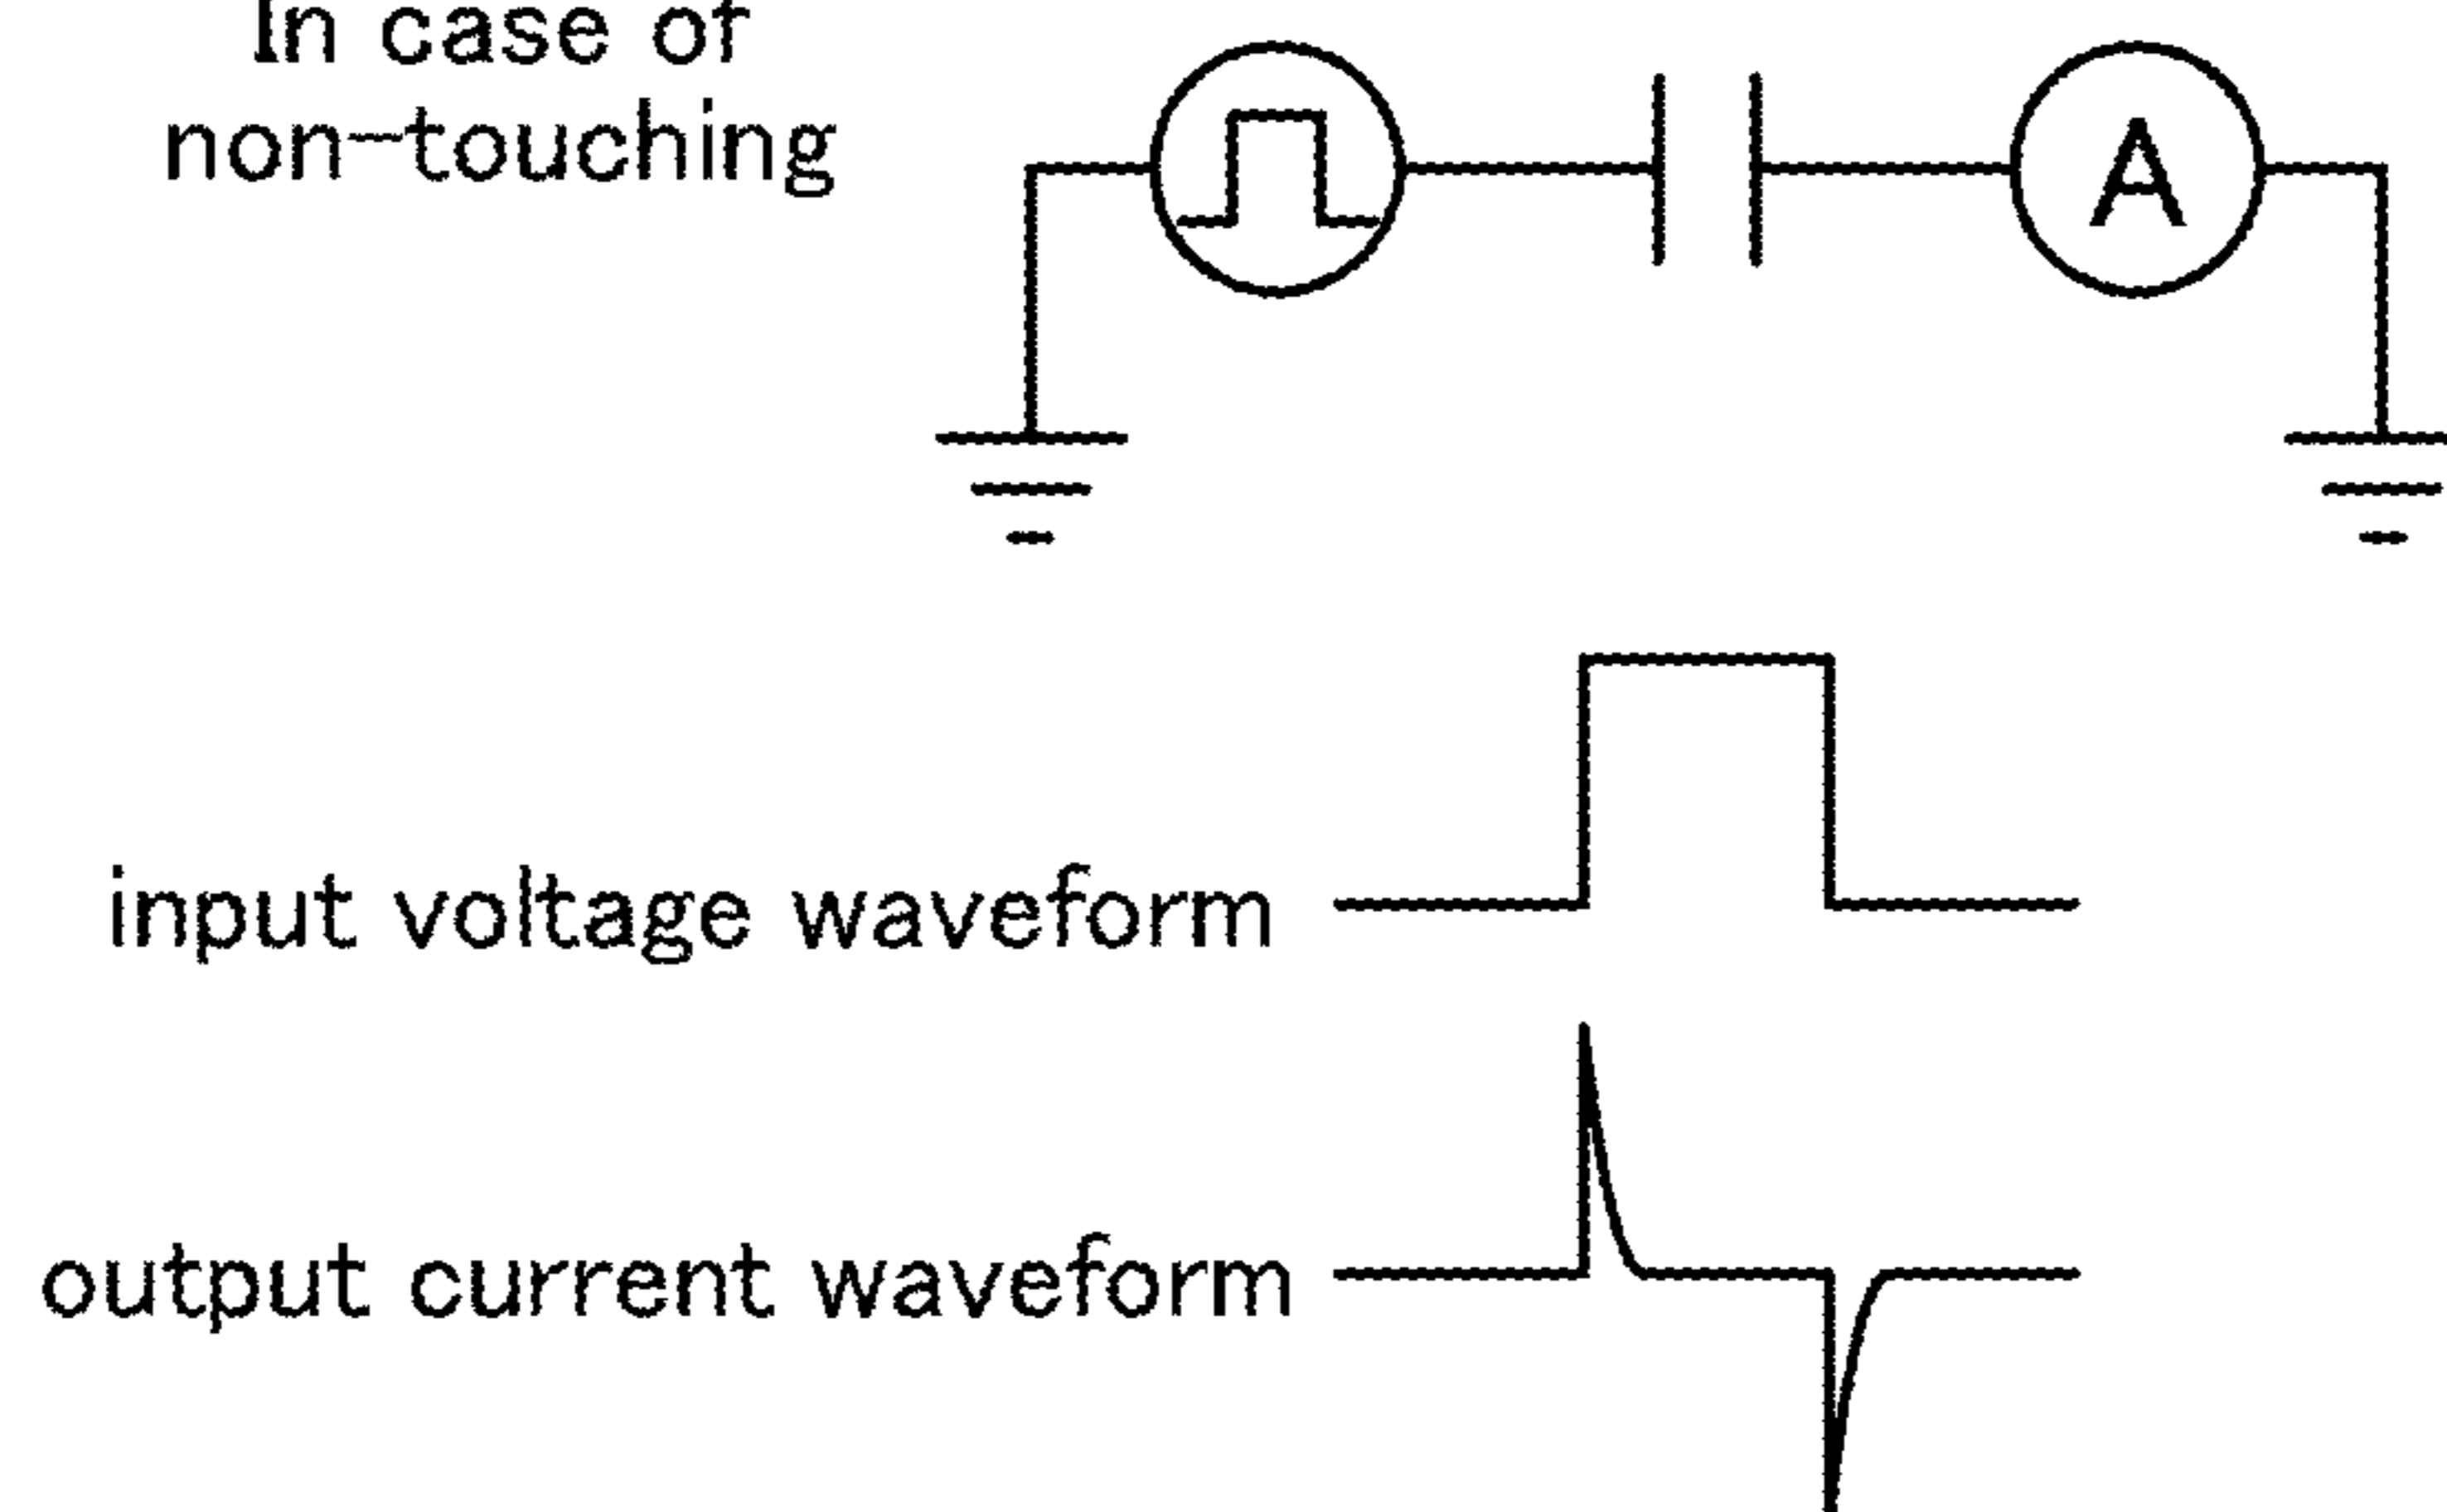 In case of
non-touching
A
input voltage waveform
output current waveform